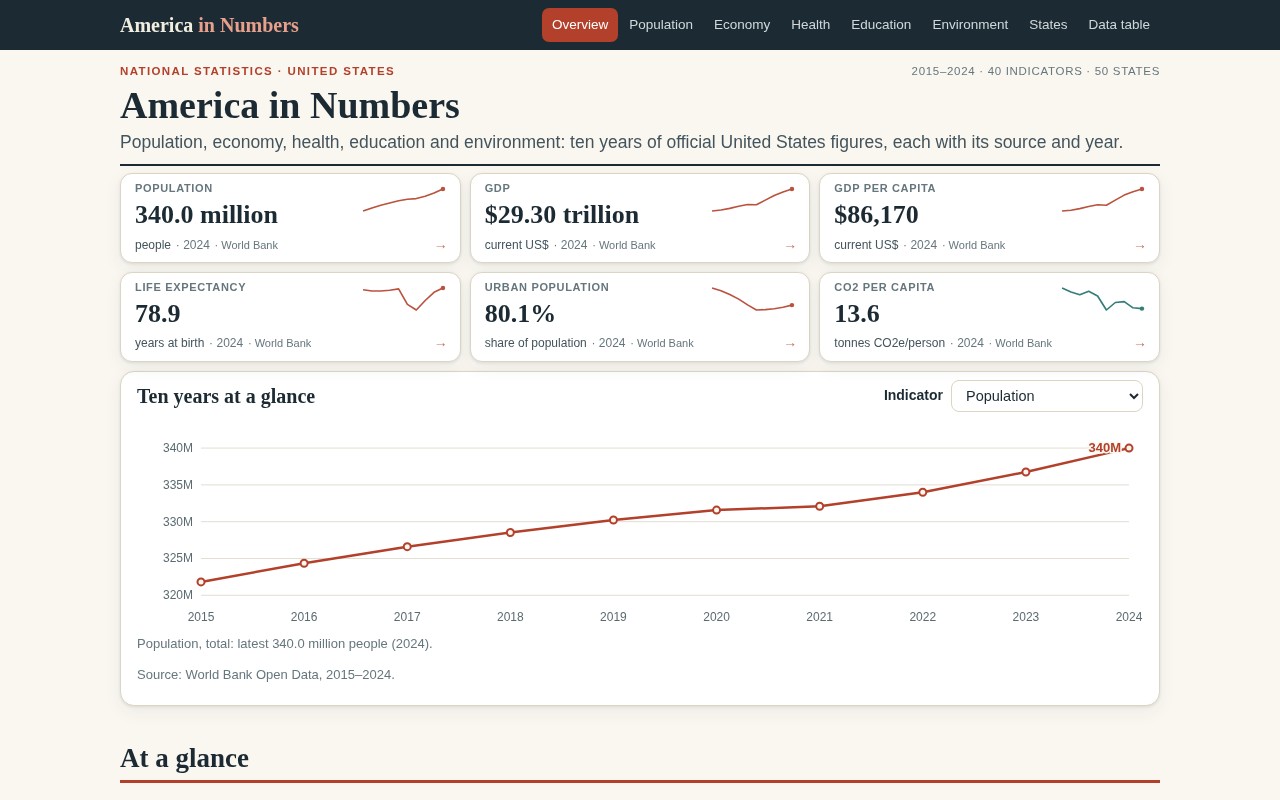 America in Numbers
Overview Population Economy Health Education Environment States Data table
NATIONAL STATISTICS · UNITED STATES
2015–2024 · 40 INDICATORS · 50 STATES
America in Numbers
Population, economy, health, education and environment: ten years of official United States figures, each with its source and year.
POPULATION
340.0 million
people · 2024 · World Bank →
GDP
$29.30 trillion
current US$ · 2024 · World Bank →
GDP PER CAPITA
$86,170
current US$ · 2024 · World Bank →
LIFE EXPECTANCY
78.9
years at birth · 2024 · World Bank →
URBAN POPULATION
80.1%
share of population · 2024 · World Bank →
CO2 PER CAPITA
13.6
tonnes CO2e/person · 2024 · World Bank →
Ten years at a glance
Indicator Population
340M
340M
335M
330M
325M
320M
2015 2016 2017 2018 2019 2020 2021 2022 2023 2024
Population, total: latest 340.0 million people (2024).
Source: World Bank Open Data, 2015–2024.
At a glance